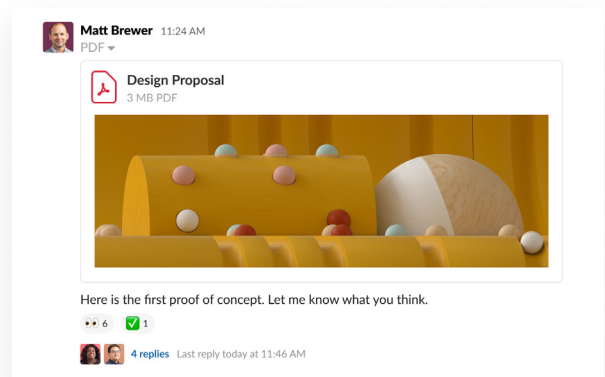 Matt Brewer 11:24 AM
PDF
Design Proposal
3 MB PDF
Here is the first proof of concept. Let me know what you think.
6 1
4 replies Last reply today at 11:46 AM